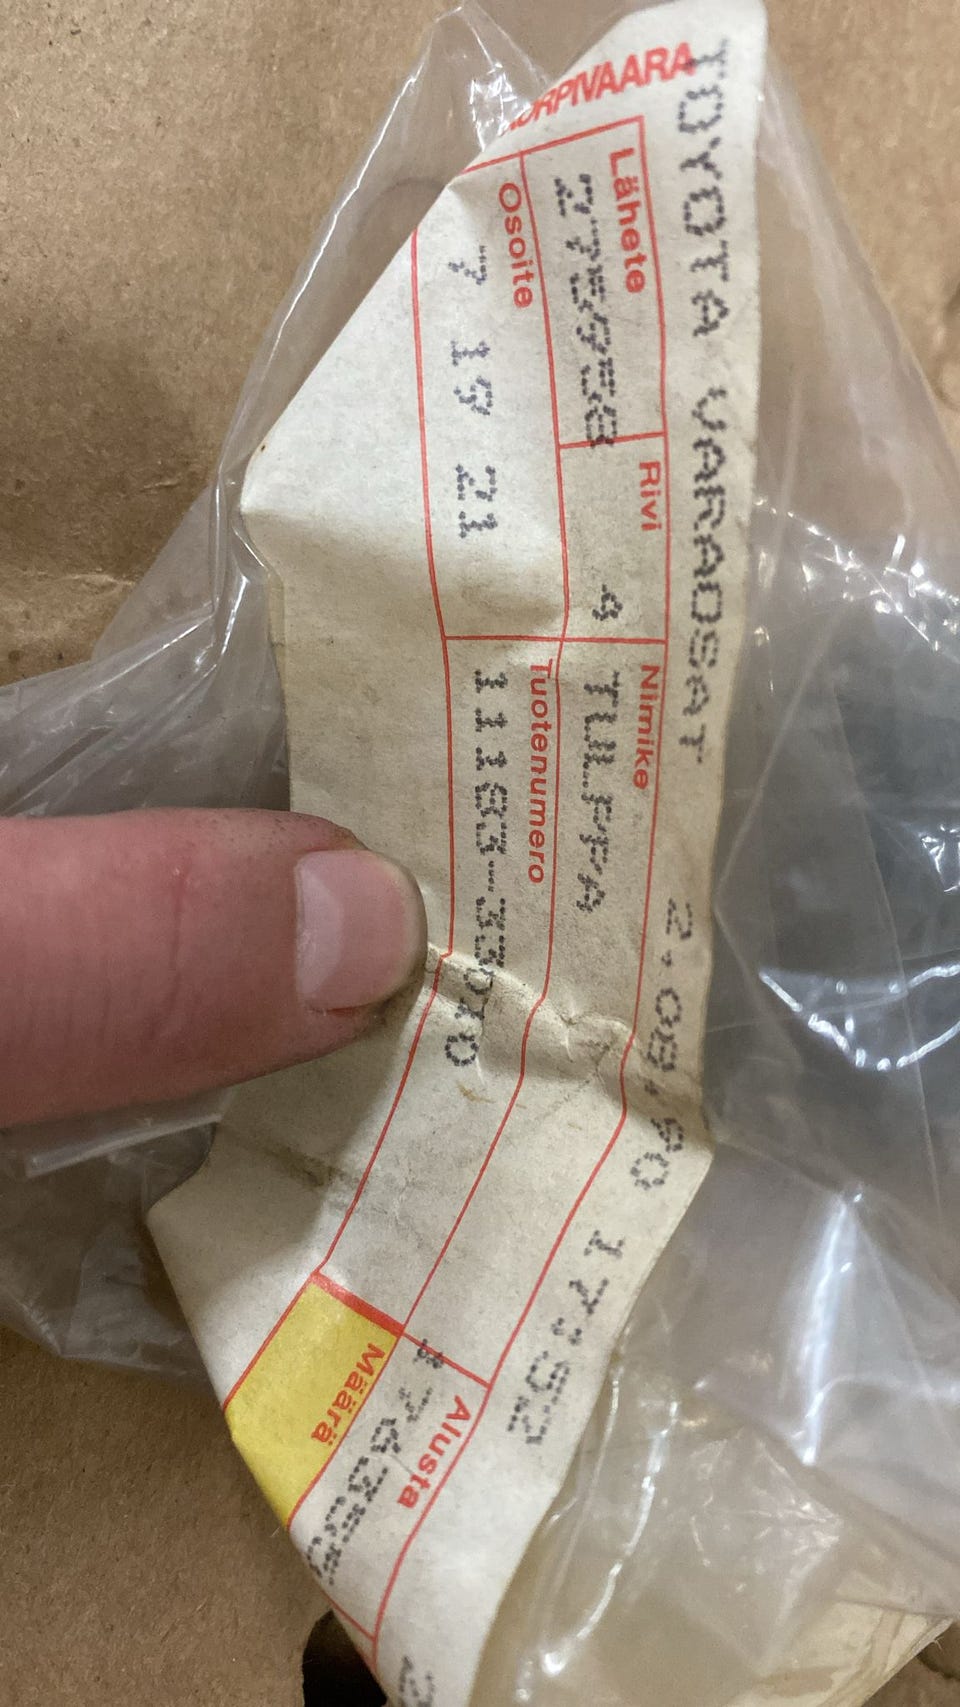 KORPIVAARA
TOYOTA VARAOSAT 2.08.90 17:52
Lähete Rivi Nimike Alusta
4 TULPPA
Osoite Tuotenumero Määrä
7 19 21 11183-33010